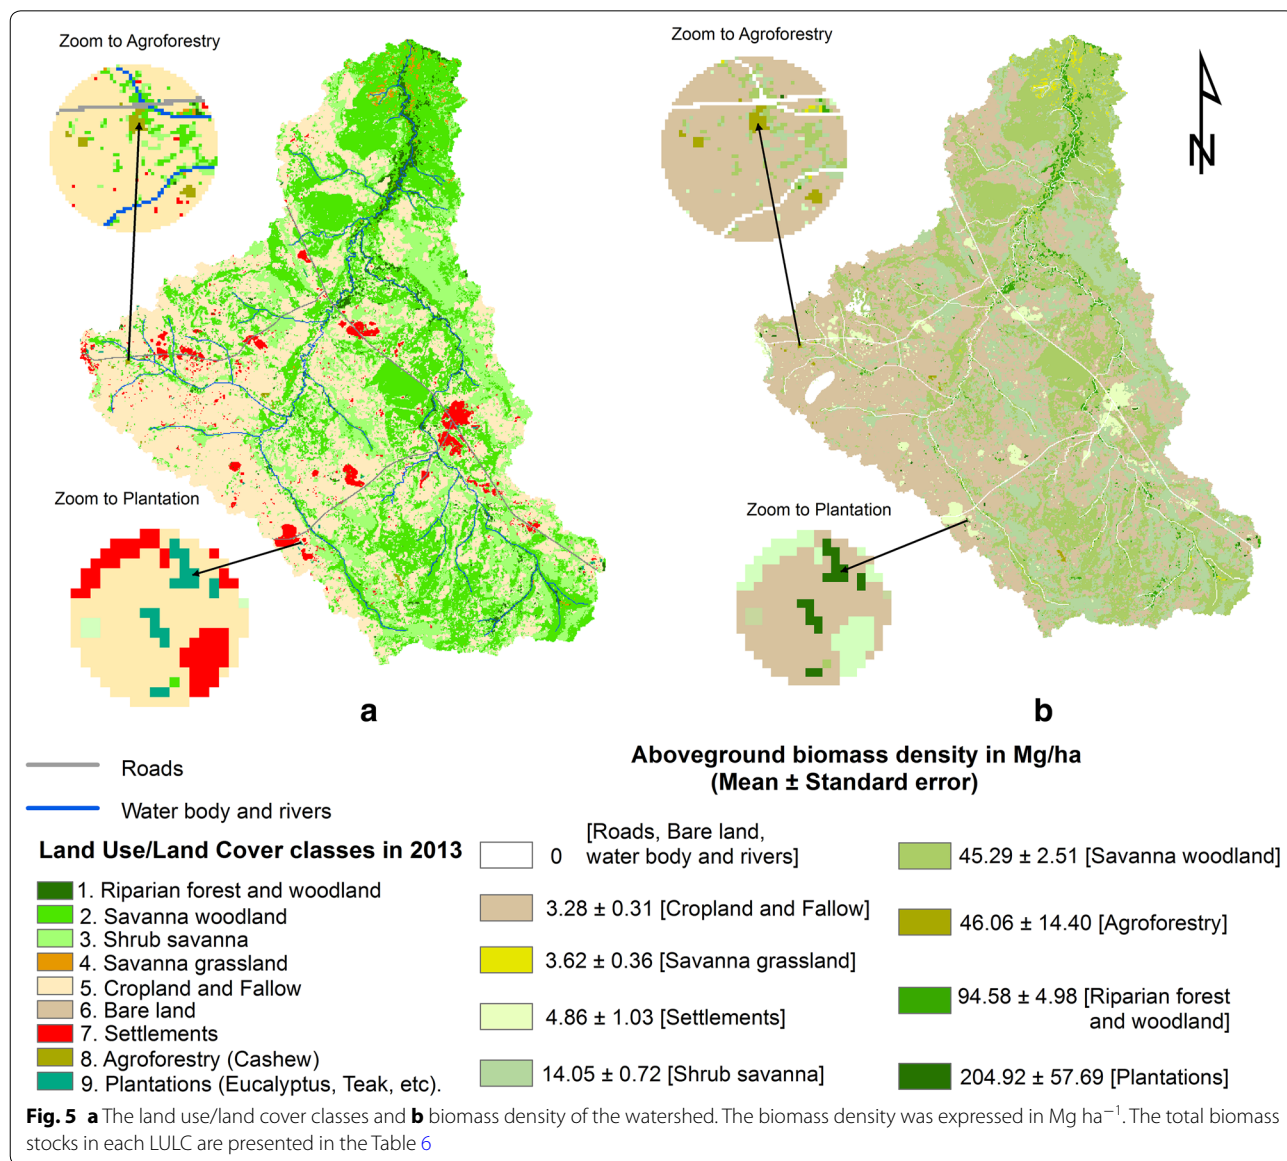 Zoom to Agroforestry
Zoom to Agroforestry
N
Zoom to Plantation
Zoom to Plantation
a
b
Roads
Water body and rivers
Land Use/Land Cover classes in 2013
1. Riparian forest and woodland
2. Savanna woodland
3. Shrub savanna
4. Savanna grassland
5. Cropland and Fallow
6. Bare land
7. Settlements
8. Agroforestry (Cashew)
9. Plantations (Eucalyptus, Teak, etc).
Aboveground biomass density in Mg/ha
(Mean ± Standard error)
0 [Roads, Bare land,
water body and rivers]
3.28 ± 0.31 [Cropland and Fallow]
3.62 ± 0.36 [Savanna grassland]
4.86 ± 1.03 [Settlements]
14.05 ± 0.72 [Shrub savanna]
45.29 ± 2.51 [Savanna woodland]
46.06 ± 14.40 [Agroforestry]
94.58 ± 4.98 [Riparian forest
and woodland]
204.92 ± 57.69 [Plantations]
Fig. 5 a The land use/land cover classes and b biomass density of the watershed. The biomass density was expressed in Mg ha⁻¹. The total biomass
stocks in each LULC are presented in the Table 6